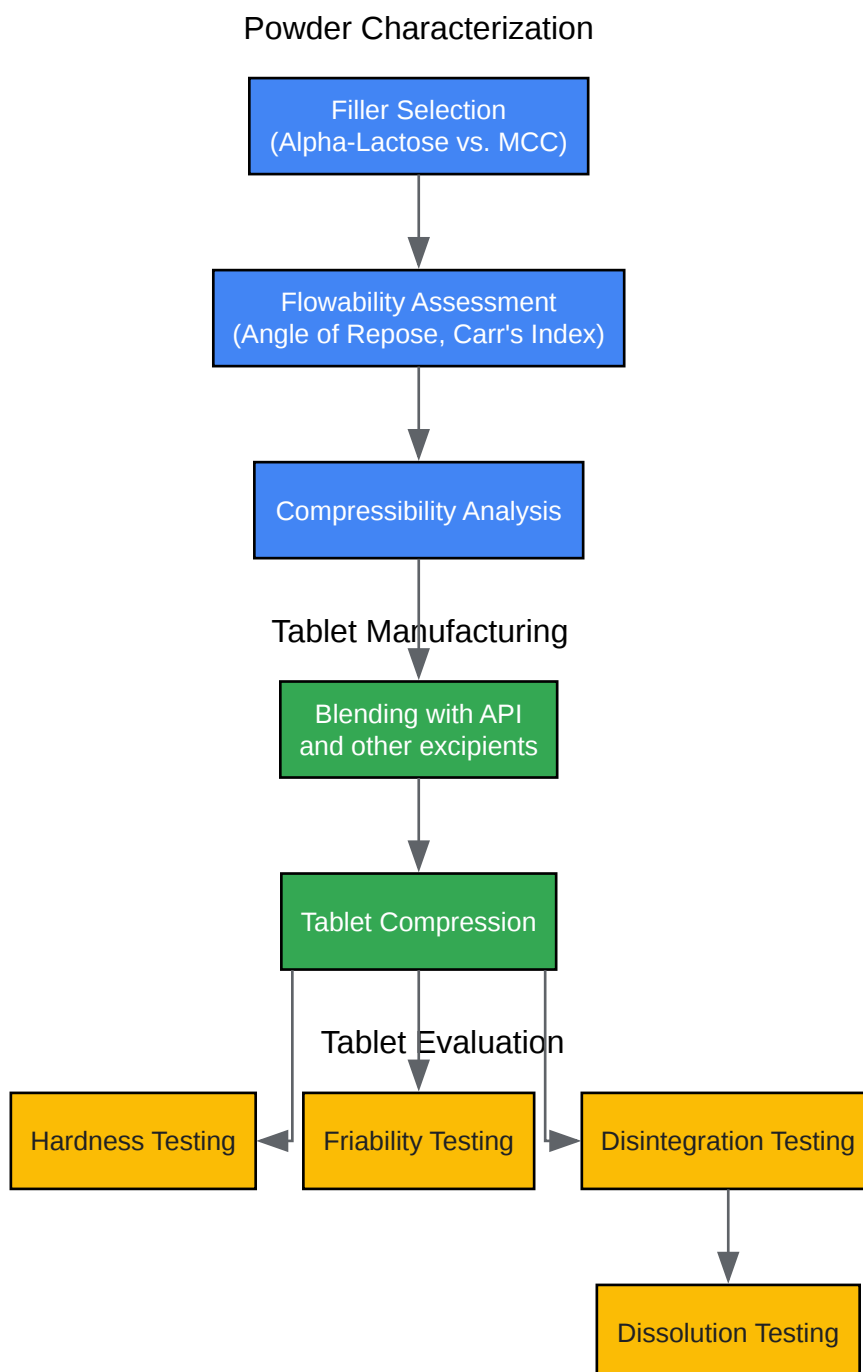 Powder Characterization
Filler Selection
(Alpha-Lactose vs. MCC)
Flowability Assessment
(Angle of Repose, Carr's Index)
Compressibility Analysis
Tablet Manufacturing
Blending with API
and other excipients
Tablet Compression
Tablet Evaluation
Hardness Testing
Friability Testing
Disintegration Testing
Dissolution Testing